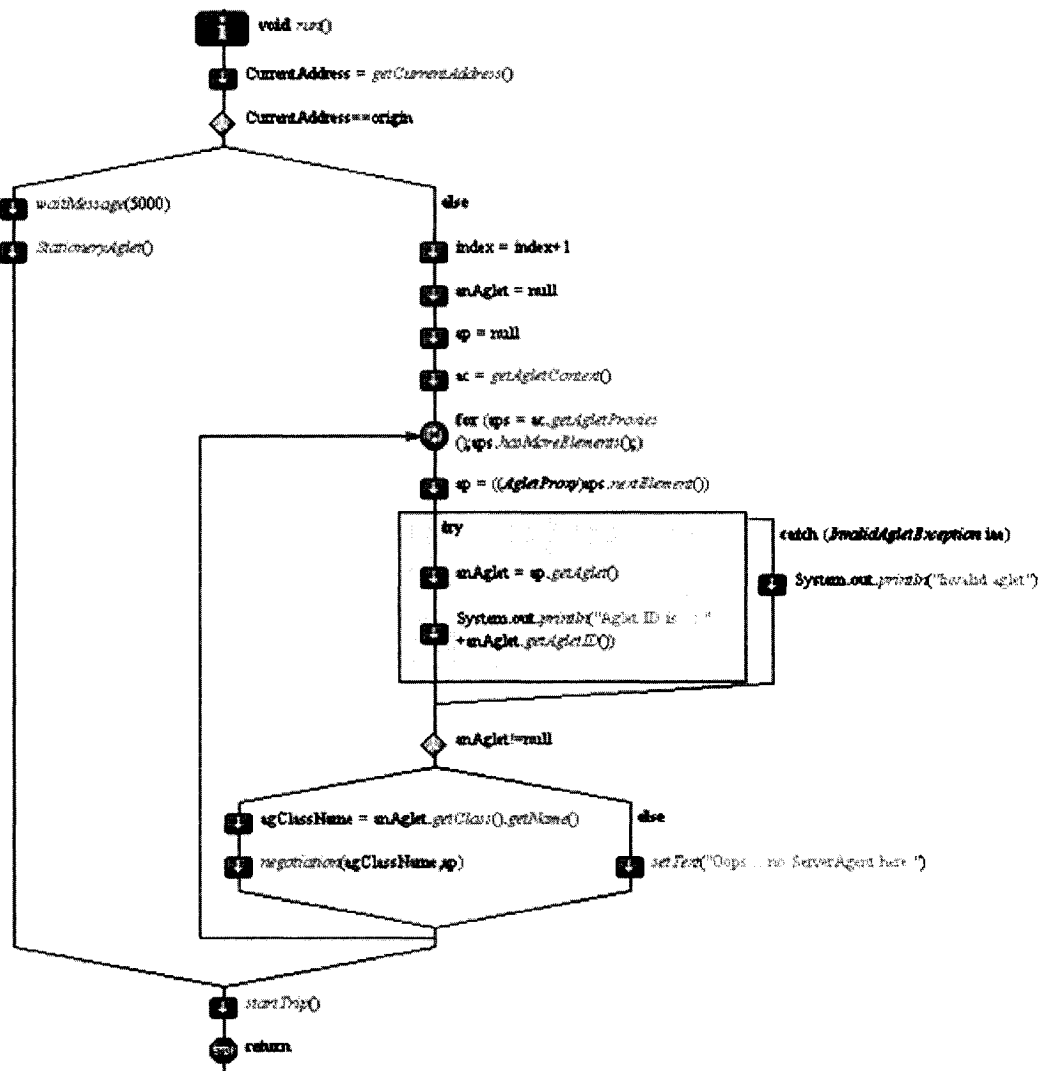 void run()
CurrentAddress = getCurrentAddress()
CurrentAddress==origin
waitMessage(5000)
else
StationeryAglet()
index = index+1
anAglet = null
ap = null
ac = getAgletContext()
for (aps = ac.getAgletProxies
();aps.hasMoreElements();)
ap = ((AgletProxy)aps.nextElement())
try
catch (InvalidAgletException iae)
anAglet = ap.getAglet()
System.out.println("Invalid aglet")
System.out.println("Aglet ID is : "
+anAglet.getAgletID())
anAglet!=null
agClassName = anAglet.getClass().getName()
else
negotiation(agClassName,ap)
setText("Oops .. no ServerAgent here.")
startTrip()
return